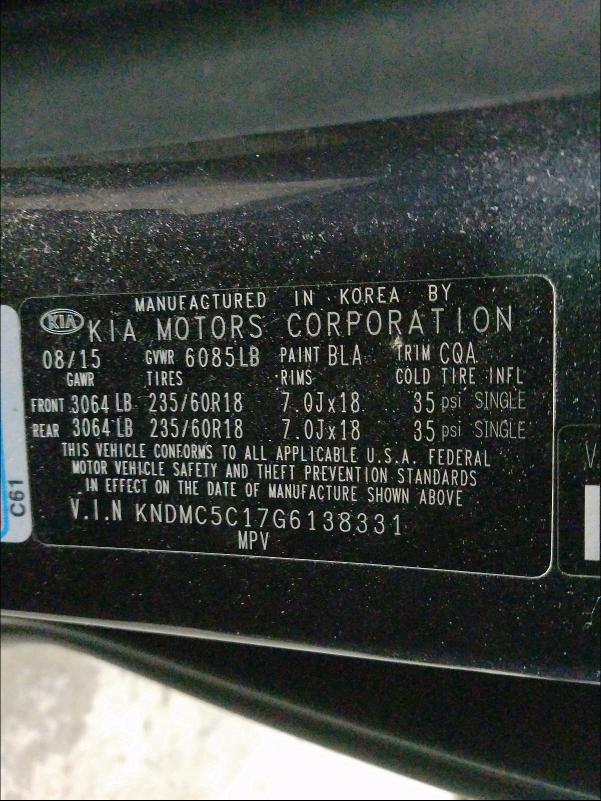 MANUFACTURED IN KOREA BY
KIA KIA MOTORS CORPORATION
08/15 GVWR 6085LB PAINT BLA TRIM CQA
GAWR TIRES RIMS COLD TIRE INFL
FRONT 3064 LB 235/60R18 7.0Jx18 35 psi SINGLE
REAR 3064 LB 235/60R18 7.0Jx18 35 psi SINGLE
THIS VEHICLE CONFORMS TO ALL APPLICABLE U.S.A. FEDERAL
MOTOR VEHICLE SAFETY AND THEFT PREVENTION STANDARDS
IN EFFECT ON THE DATE OF MANUFACTURE SHOWN ABOVE
V.I.N KNDMC5C17G6138331
MPV
C61
V.